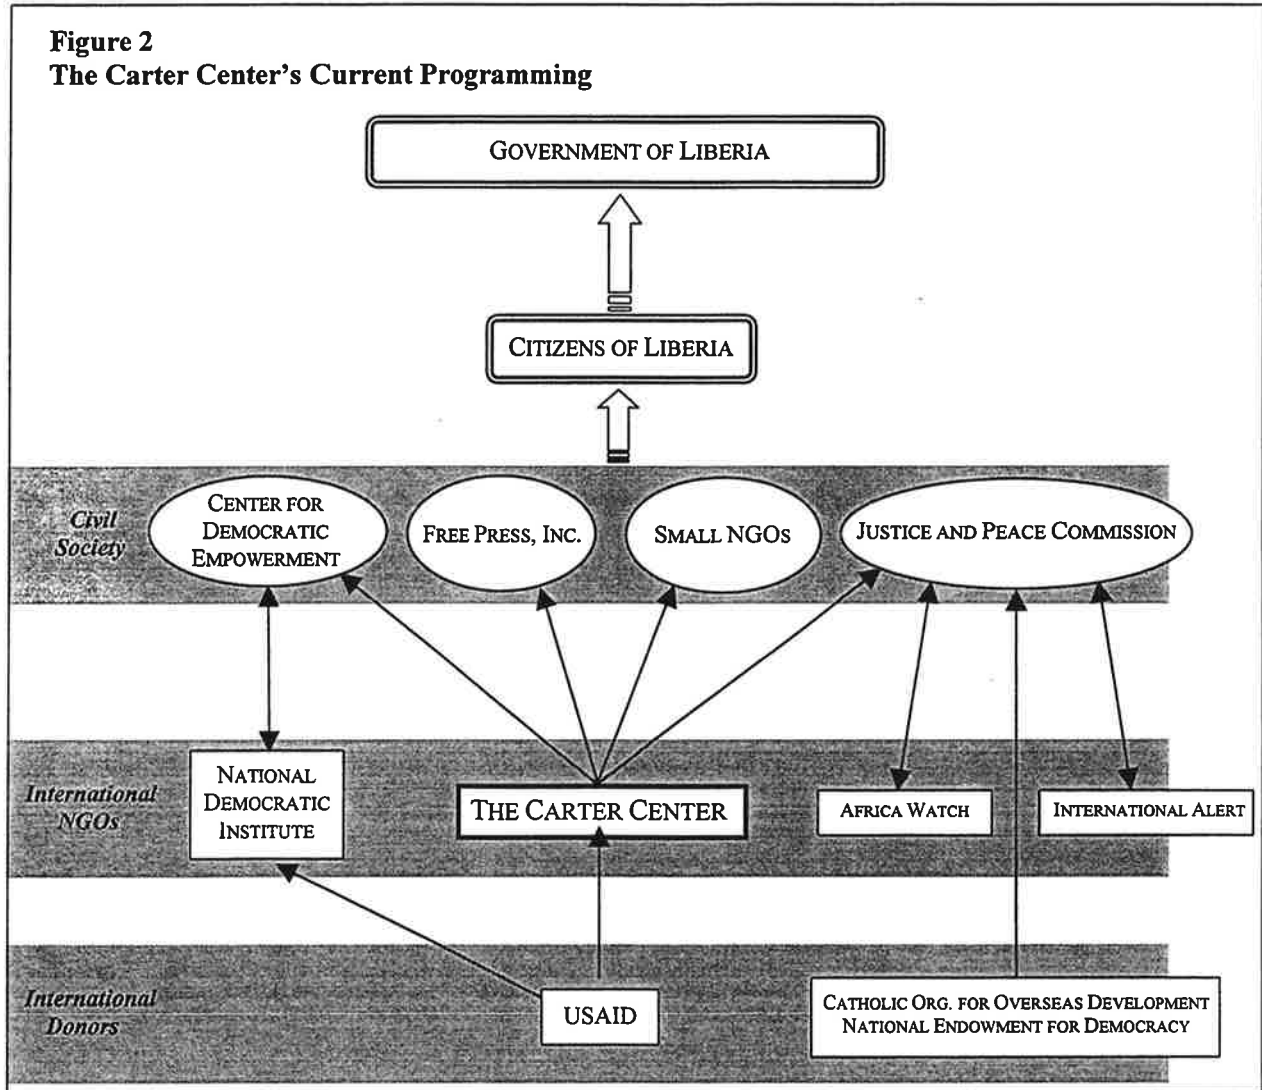 Figure 2
The Carter Center's Current Programming
GOVERNMENT OF LIBERIA
CITIZENS OF LIBERIA
Civil
Society
CENTER FOR
DEMOCRATIC
EMPOWERMENT
FREE PRESS, INC.
SMALL NGOS
JUSTICE AND PEACE COMMISSION
International
NGOs
NATIONAL
DEMOCRATIC
INSTITUTE
THE CARTER CENTER
AFRICA WATCH
INTERNATIONAL ALERT
International
Donors
USAID
CATHOLIC ORG. FOR OVERSEAS DEVELOPMENT
NATIONAL ENDOWMENT FOR DEMOCRACY